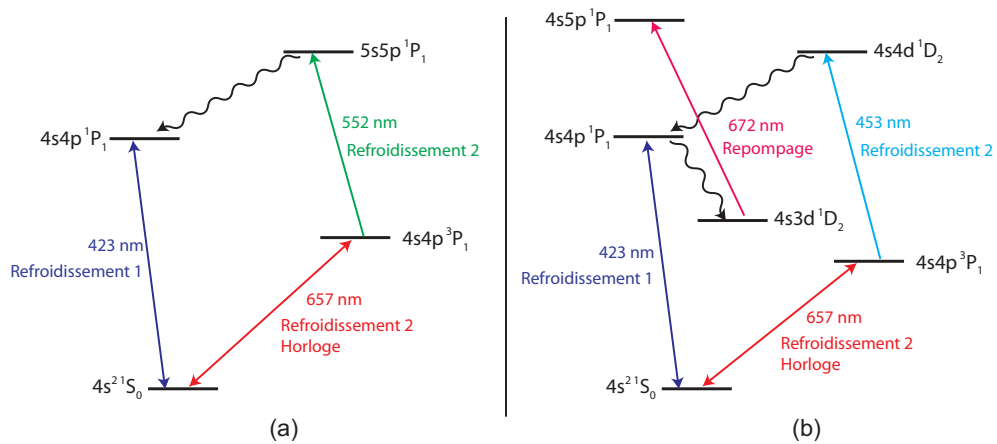 5s5p ¹P₁
4s4p ¹P₁
552 nm
Refroidissement 2
4s4p ³P₁
423 nm
Refroidissement 1
657 nm
Refroidissement 2
Horloge
4s² ¹S₀
(a)
4s5p ¹P₁
4s4d ¹D₂
4s4p ¹P₁
672 nm
Repompage
453 nm
Refroidissement 2
4s3d ¹D₂
4s4p ³P₁
423 nm
Refroidissement 1
657 nm
Refroidissement 2
Horloge
4s² ¹S₀
(b)